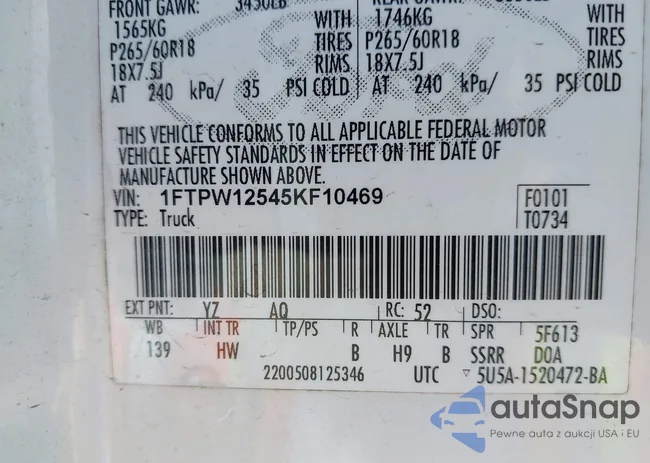 FRONT GAWR: 3450LB
1565KG WITH 1746KG WITH
P265/60R18 TIRES P265/60R18 TIRES
18X7.5J RIMS 18X7.5J RIMS
AT 240 kPa/ 35 PSI COLD AT 240 kPa/ 35 PSI COLD
THIS VEHICLE CONFORMS TO ALL APPLICABLE FEDERAL MOTOR
VEHICLE SAFETY STANDARDS IN EFFECT ON THE DATE OF
MANUFACTURE SHOWN ABOVE.
VIN: 1FTPW12545KF10469 F0101
TYPE: Truck T0734
EXT PNT: YZ AQ RC: 52 DSO:
WB INT TR TP/PS R AXLE TR SPR 5F613
139 HW B H9 B SSRR DOA
2200508125346 UTC ▽ 5U5A-1520472-BA
autaSnap
Pewne auta z aukcji USA i EU